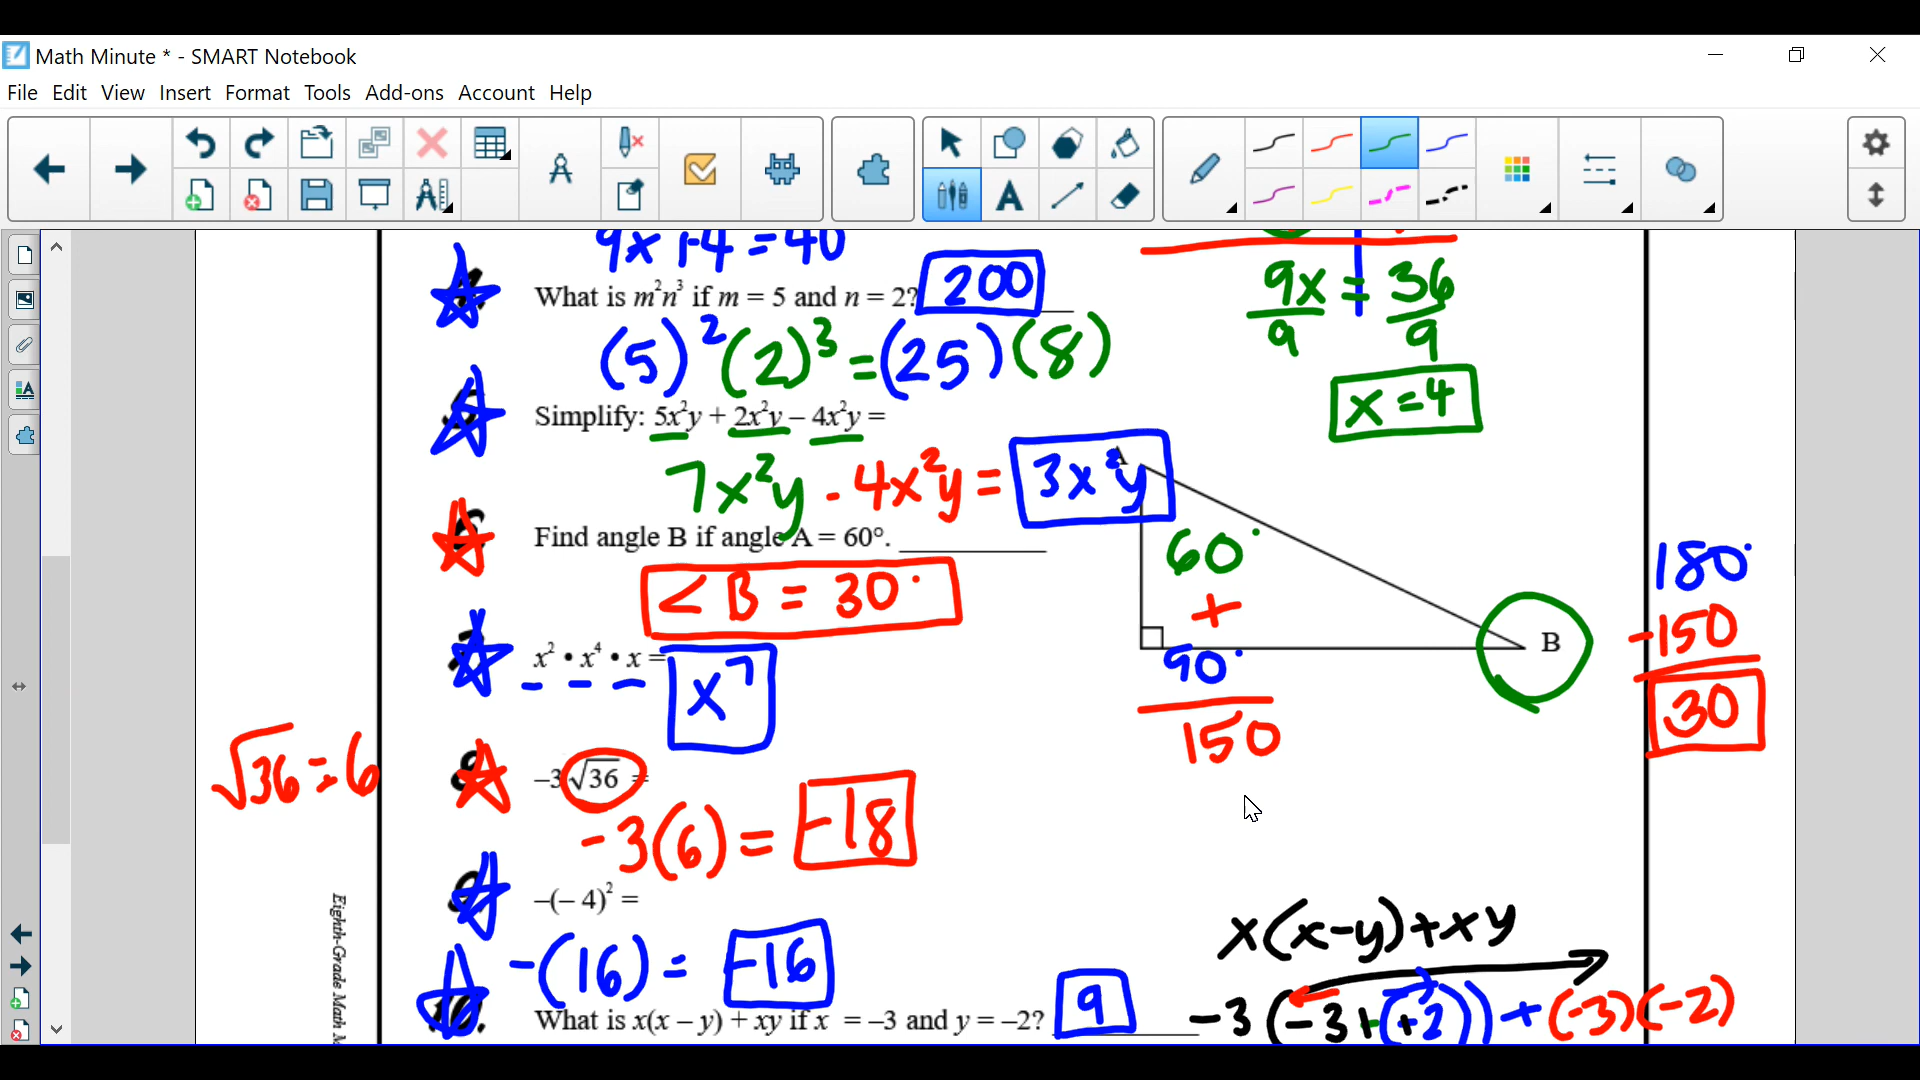 Math Minute * - SMART Notebook
File Edit View Insert Format Tools Add-ons Account Help
9x + 4 = 40
What is m²n³ if m = 5 and n = 2? 200
(5)²(2)³ = (25)(8)
9x = 36
9 9
x = 4
Simplify: 5x²y + 2x²y – 4x²y =
7x²y - 4x²y = 3x²y
Find angle B if angle A = 60°.
< B = 30°
A
60°
+
90°
150
B
180°
-150
30
x² • x⁴ • x = x⁷
√36 = 6
8
–3√36 =
-3(6) = -18
9
–(– 4)² =
-(16) = -16
10.
What is x(x – y) + xy if x = –3 and y = –2? 9
x(x-y)+xy
-3(-3+(+2))+(-3)(-2)
Eighth-Grade Math